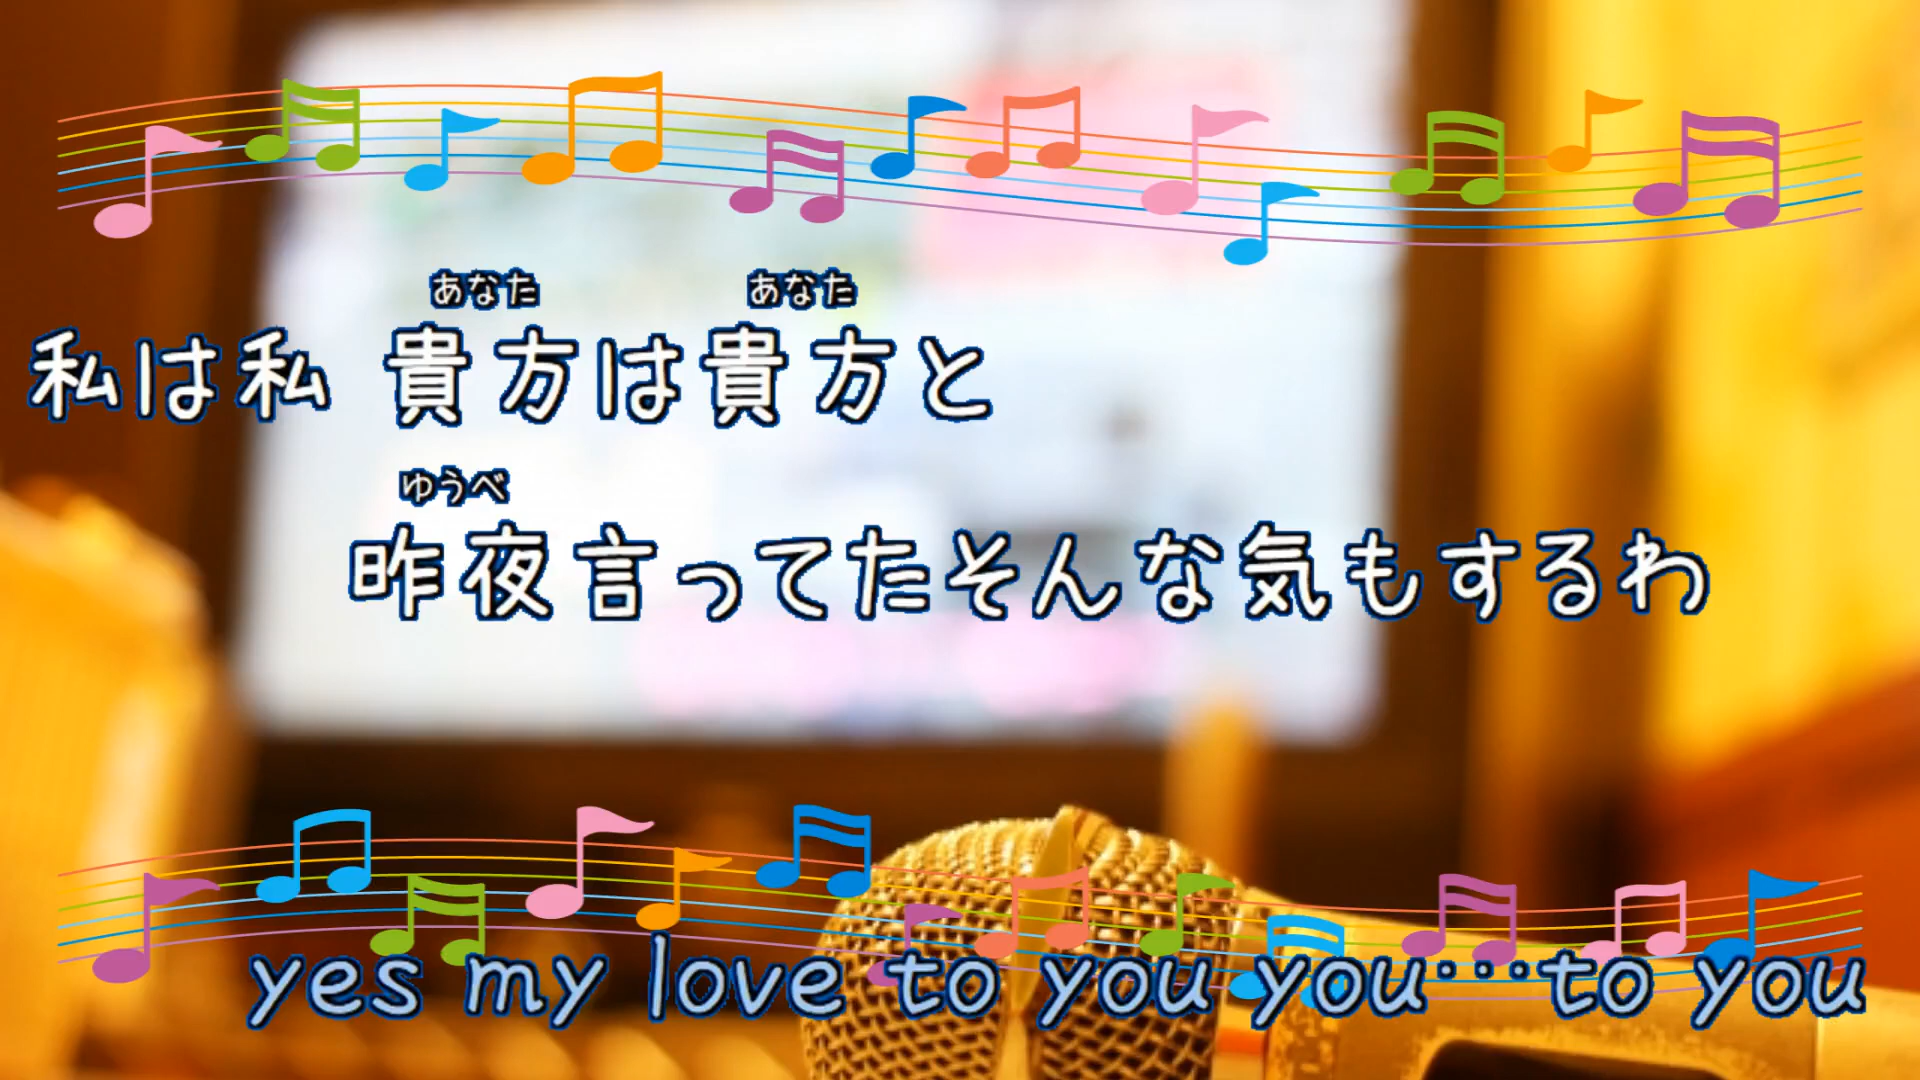 あなた あなた
私は私 貴方は貴方と
ゆうべ
昨夜言ってたそんな気もするわ
yes my love to you you…to you